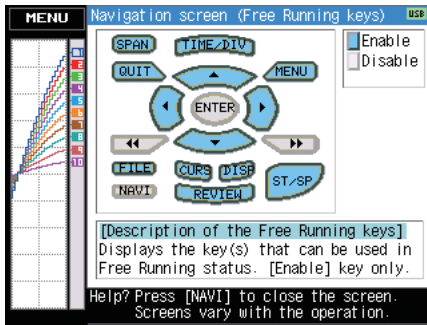 MENU
Navigation screen (Free Running keys)
USB
SPAN
TIME/DIV
Enable
Disable
QUIT
MENU
ENTER
FILE
CURS
DISP
NAVI
REVIEW
ST/SP
1
2
3
4
5
6
7
8
9
10
[Description of the Free Running keys]
Displays the key(s) that can be used in
Free Running status. [Enable] key only.
Help? Press [NAVI] to close the screen.
Screens vary with the operation.